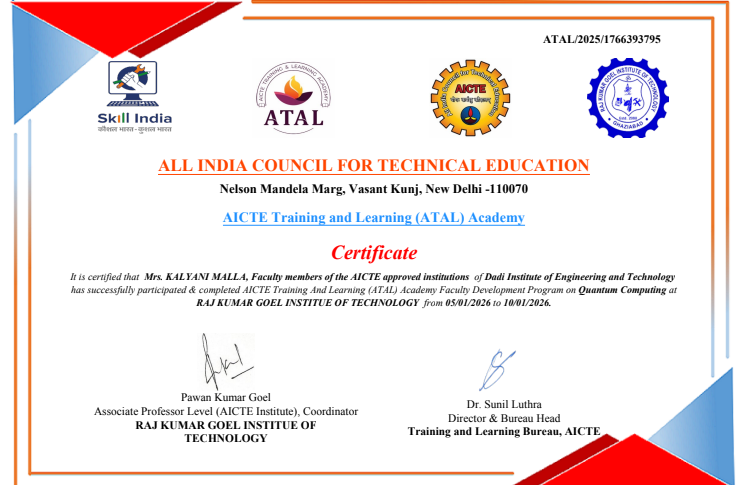 ATAL/2025/1766393795
Skill India
कौशल भारत - कुशल भारत
AICTE TRAINING & LEARNING ACADEMY
ATAL
All India Council for Technical Education
AICTE
RAJ KUMAR GOEL INSTITUTE OF TECHNOLOGY
GHAZIABAD
ALL INDIA COUNCIL FOR TECHNICAL EDUCATION
Nelson Mandela Marg, Vasant Kunj, New Delhi -110070
AICTE Training and Learning (ATAL) Academy
Certificate
It is certified that Mrs. KALYANI MALLA, Faculty members of the AICTE approved institutions of Dadi Institute of Engineering and Technology
has successfully participated & completed AICTE Training And Learning (ATAL) Academy Faculty Development Program on Quantum Computing at
RAJ KUMAR GOEL INSTITUE OF TECHNOLOGY from 05/01/2026 to 10/01/2026.
Pawan Kumar Goel
Associate Professor Level (AICTE Institute), Coordinator
RAJ KUMAR GOEL INSTITUE OF
TECHNOLOGY
Dr. Sunil Luthra
Director & Bureau Head
Training and Learning Bureau, AICTE